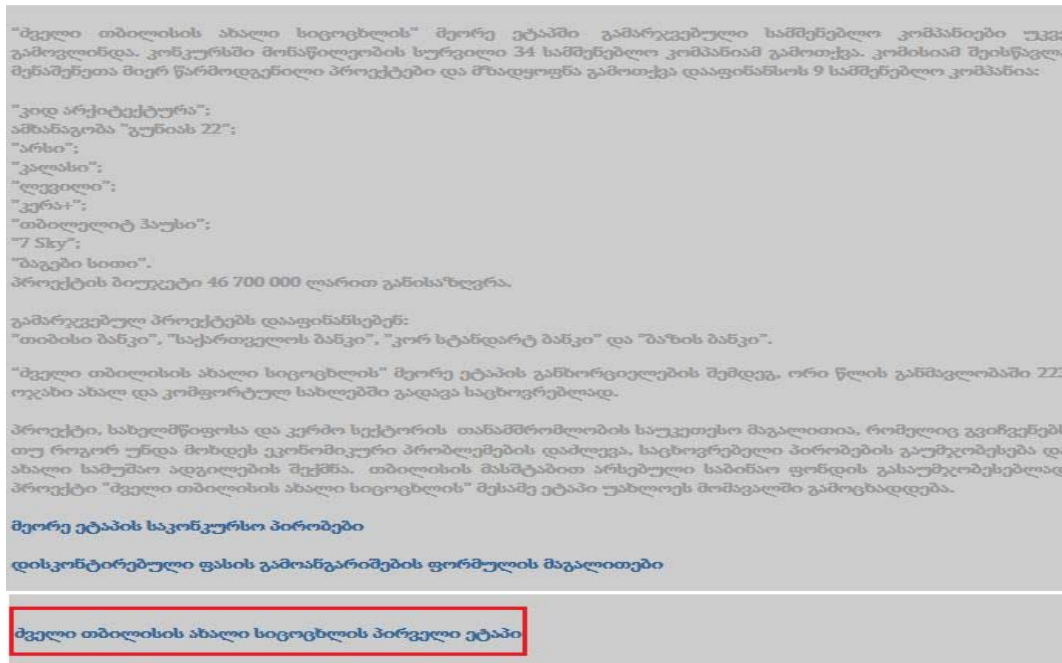 "ძველი თბილისის ახალი სიცოცხლის" მეორე ეტაპში გამარჯვებული სამშენებლო კომპანიები უკვე
გამოვლინდა. კონკურსში მონაწილეობის სურვილი 34 სამშენებლო კომპანიამ გამოთქვა. კომისიამ შეისწავლა
მენაშენეთა მიერ წარმოდგენილი პროექტები და მზადყოფნა გამოთქვა დააფინანსოს 9 სამშენებლო კომპანია:
"კიდ არქიტექტურა";
ამხანაგობა "გუნიას 22";
"არსი";
"კალასი";
"ლევილი";
"კერა+";
"თბილელიტ ჰაუსი";
"7 Sky";
"ბაგები სითი".
პროექტის ბიუჯეტი 46 700 000 ლარით განისაზღვრა.
გამარჯვებულ პროექტებს დააფინანსებენ:
"თიბისი ბანკი", "საქართველოს ბანკი", "კორ სტანდარტ ბანკი" და "ბაზის ბანკი".
"ძველი თბილისის ახალი სიცოცხლის" მეორე ეტაპის განხორციელების შემდეგ, ორი წლის განმავლობაში 223
ოჯახი ახალ და კომფორტულ სახლებში გადავა საცხოვრებლად.
პროექტი, სახელმწიფოსა და კერძო სექტორის თანამშრომლობის საუკეთესო მაგალითია, რომელიც გვიჩვენებს
თუ როგორ უნდა მოხდეს ეკონომიკური პრობლემების დაძლევა, საცხოვრებელი პირობების გაუმჯობესება და
ახალი სამუშაო ადგილების შექმნა. თბილისის მასშტაბით არსებული საბინაო ფონდის გასაუმჯობესებლად
პროექტი "ძველი თბილისის ახალი სიცოცხლის" მესამე ეტაპი უახლოეს მომავალში გამოცხადდება.
მეორე ეტაპის საკონკურსო პირობები
დისკონტირებული ფასის გამოანგარიშების ფორმულის მაგალითები
ძველი თბილისის ახალი სიცოცხლის პირველი ეტაპი